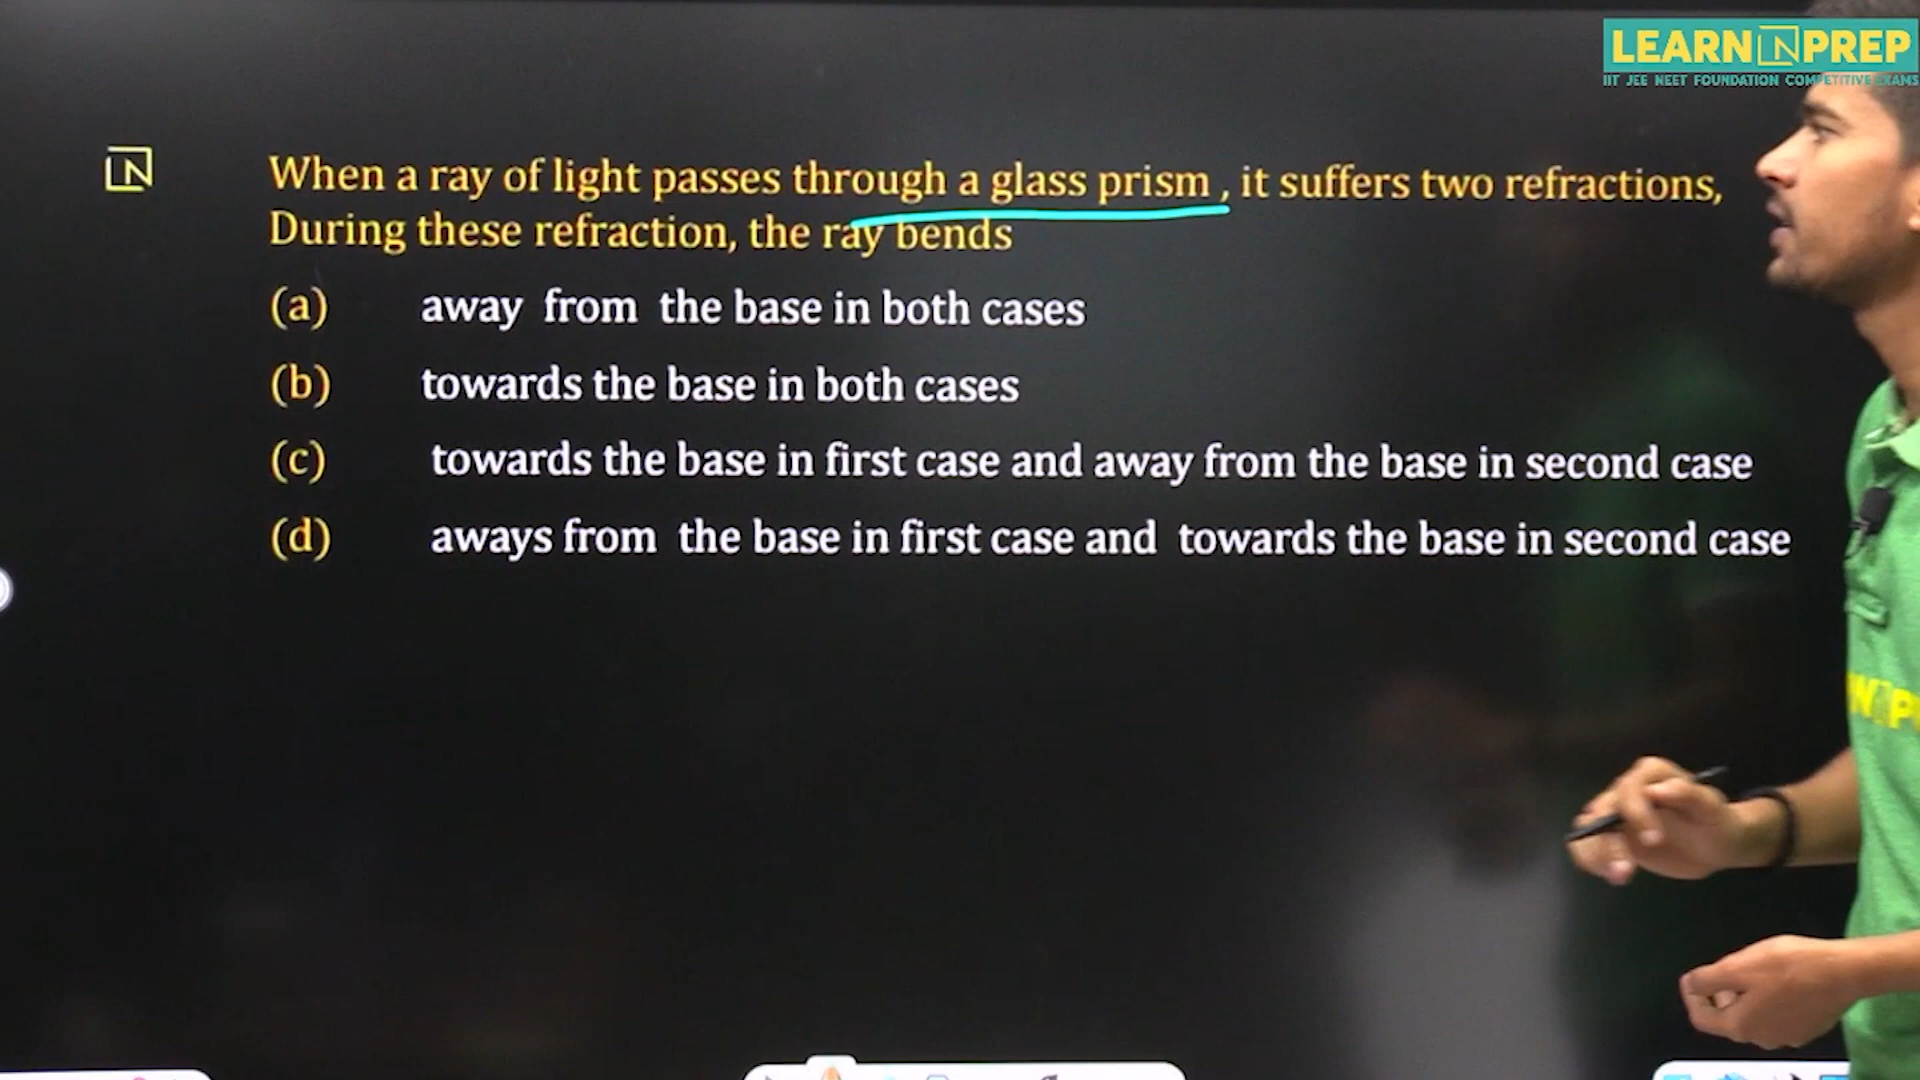 LEARN N PREP
IIT JEE NEET FOUNDATION COMPETITIVE EXAMS
When a ray of light passes through a glass prism , it suffers two refractions,
During these refraction, the ray bends
(a) away from the base in both cases
(b) towards the base in both cases
(c) towards the base in first case and away from the base in second case
(d) aways from the base in first case and towards the base in second case